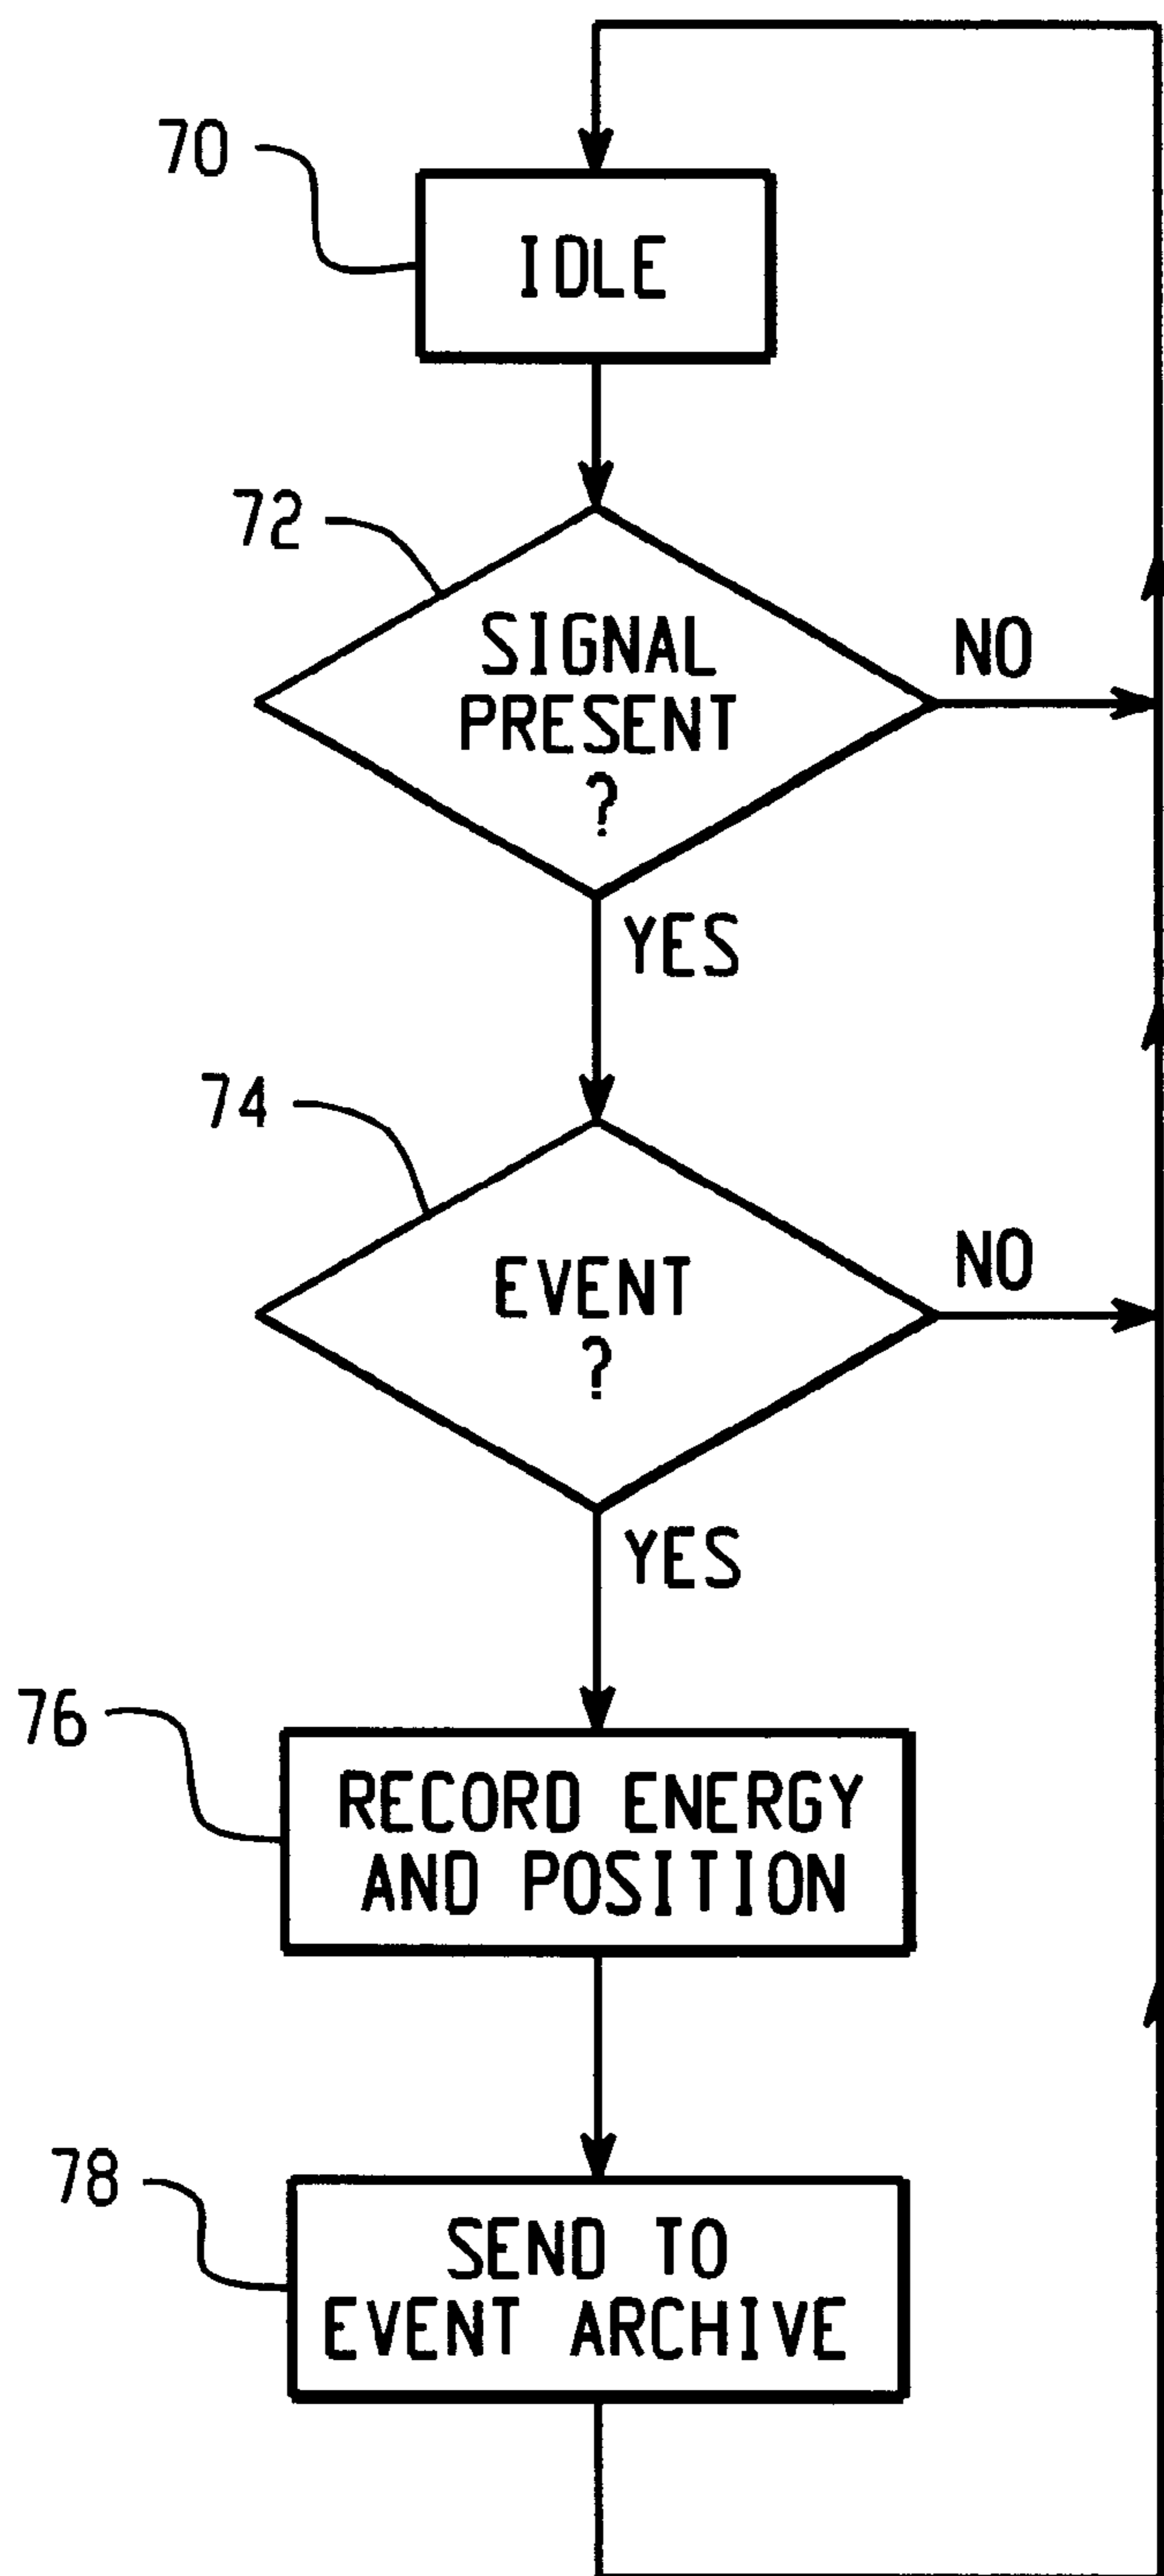 70
IDLE
72
SIGNAL
PRESENT
?
NO
YES
74
EVENT
?
NO
YES
76
RECORD ENERGY
AND POSITION
78
SEND TO
EVENT ARCHIVE